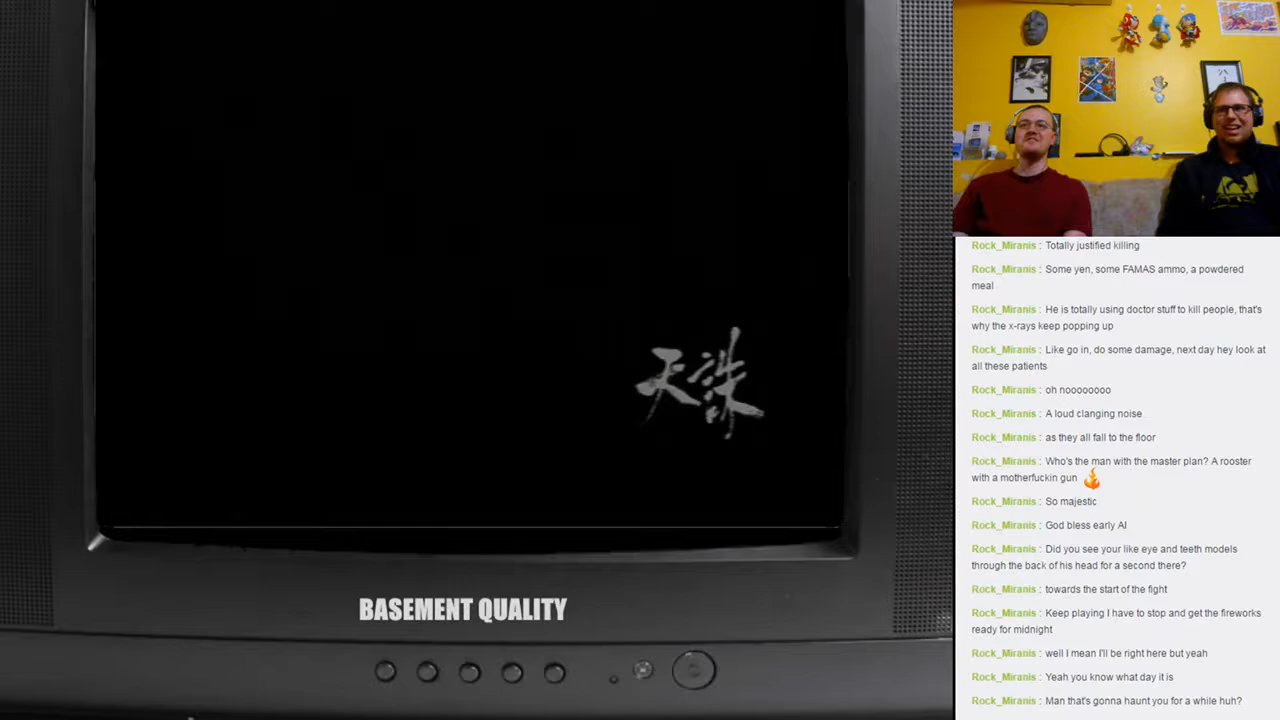 天誅
BASEMENT QUALITY
Rock_Miranis : Totally justified killing
Rock_Miranis : Some yen, some FAMAS ammo, a powdered
meal
Rock_Miranis : He is totally using doctor stuff to kill people, that's
why the x-rays keep popping up
Rock_Miranis : Like go in, do some damage, next day hey look at
all these patients
Rock_Miranis : oh noooooooo
Rock_Miranis : A loud clanging noise
Rock_Miranis : as they all fall to the floor
Rock_Miranis : Who's the man with the master plan? A rooster
with a motherfuckin gun
Rock_Miranis : So majestic
Rock_Miranis : God bless early AI
Rock_Miranis : Did you see your like eye and teeth models
through the back of his head for a second there?
Rock_Miranis : towards the start of the fight
Rock_Miranis : Keep playing I have to stop and get the fireworks
ready for midnight
Rock_Miranis : well I mean I'll be right here but yeah
Rock_Miranis : Yeah you know what day it is
Rock_Miranis : Man that's gonna haunt you for a while huh?